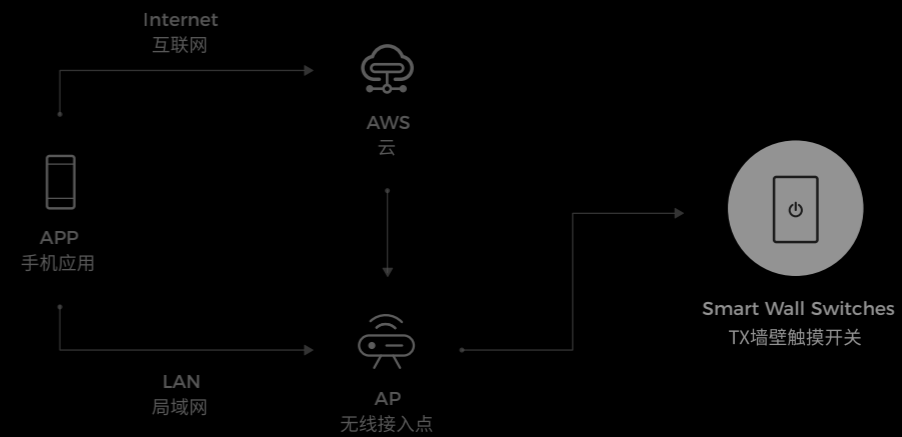 Internet
互联网
AWS
云
APP
手机应用
Smart Wall Switches
TX墙壁触摸开关
LAN
局域网
AP
无线接入点